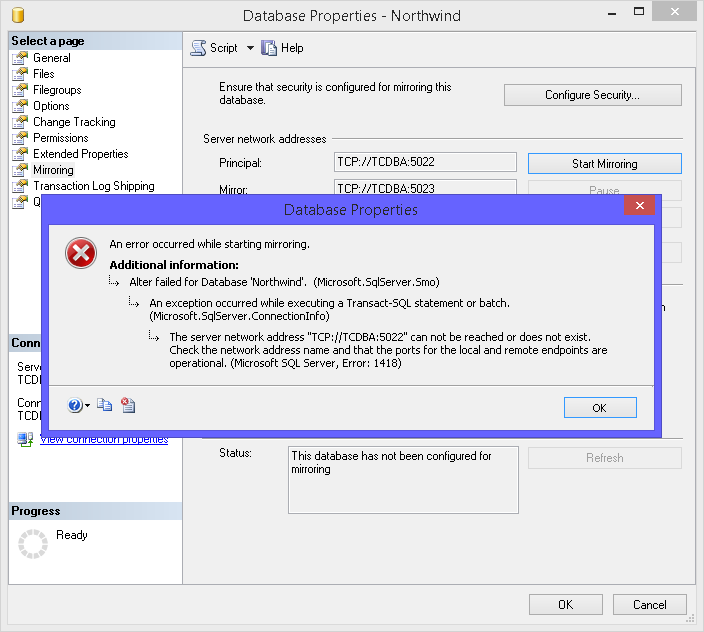 Database Properties - Northwind
Select a page
General
Files
Filegroups
Options
Change Tracking
Permissions
Extended Properties
Mirroring
Transaction Log Shipping
Q
Script
Help
Ensure that security is configured for mirroring this
database.
Configure Security...
Server network addresses
Principal:
TCP://TCDBA:5022
Start Mirroring
Mirror:
TCP://TCDBA:5023
Pause
Database Properties
An error occurred while starting mirroring.
Additional information:
Alter failed for Database 'Northwind'. (Microsoft.SqlServer.Smo)
An exception occurred while executing a Transact-SQL statement or batch.
(Microsoft.SqlServer.ConnectionInfo)
The server network address "TCP://TCDBA:5022" can not be reached or does not exist.
Check the network address name and that the ports for the local and remote endpoints are
operational. (Microsoft SQL Server, Error: 1418)
OK
Conn
Serv
TCD
Conn
TCD
View connection properties
Status:
This database has not been configured for
mirroring
Refresh
Progress
Ready
OK
Cancel